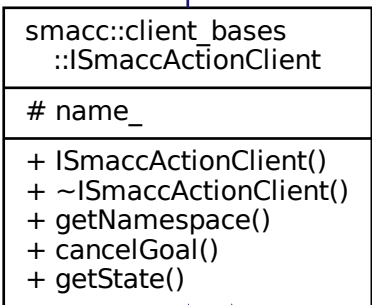 smacc::client_bases
::ISmaccActionClient
# name_
+ ISmaccActionClient()
+ ~ISmaccActionClient()
+ getNamespace()
+ cancelGoal()
+ getState()